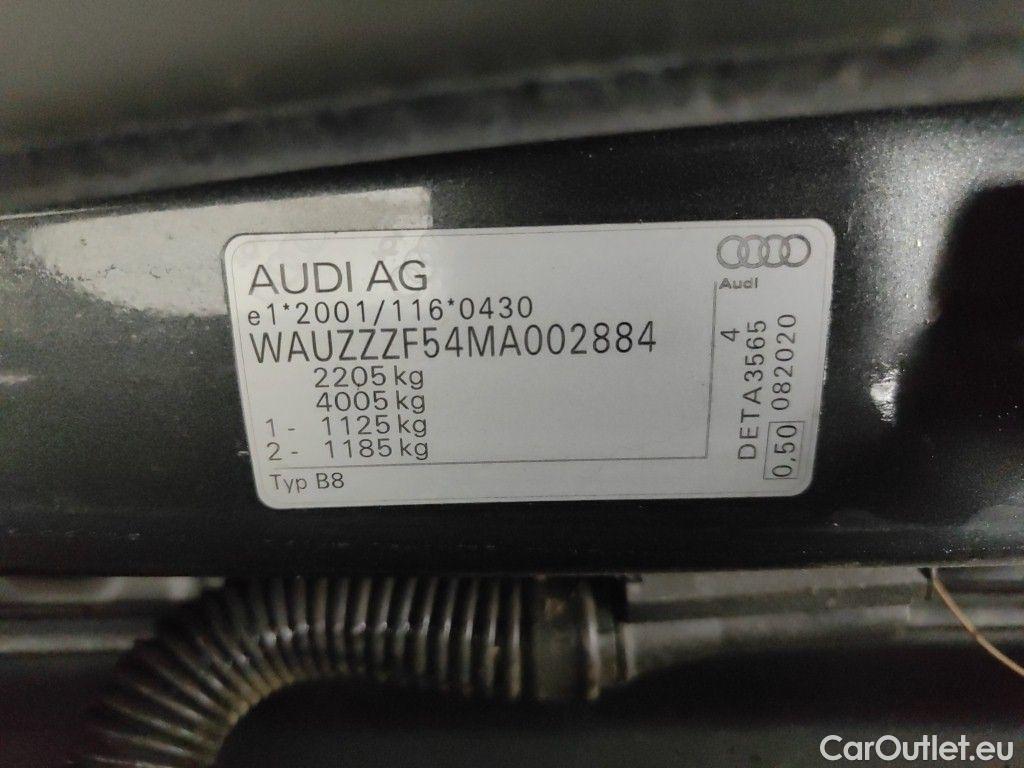 AUDI AG
e1*2001/116*0430
WAUZZZF54MA002884
2205 kg
4005 kg
1 - 1125 kg
2 - 1185 kg
Typ B8
Audi
4
DETA3565
0,50 082020
CarOutlet.eu